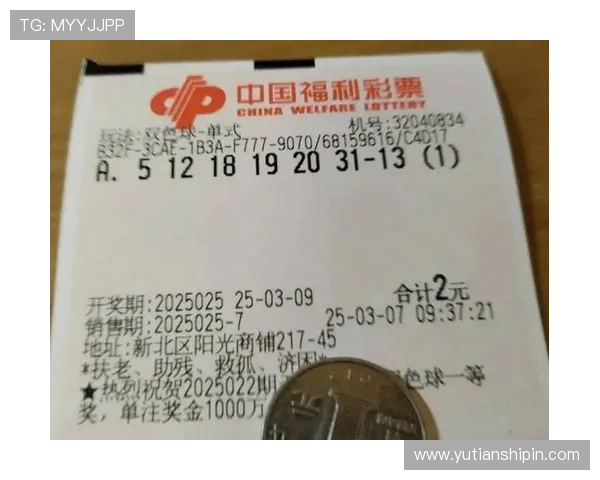 TG: MYYJJPP
中国福利彩票
CHINA WELFARE LOTTERY
玩法:双色球-单式 机号:32040834
B32F-3CAE-1B3A-F777-9070/68159616/C4D17
A. 5 12 18 19 20 31-13 (1)
开奖期:2025025 25-03-09 合计2元
销售期:2025025-7 25-03-07 09:37:21
地址:新北区阳光商铺217-45
*扶老、助残、救孤、济困*
★热烈祝贺2025022期 色球一等
奖,单注奖金1000万
www.yutianshipin.com